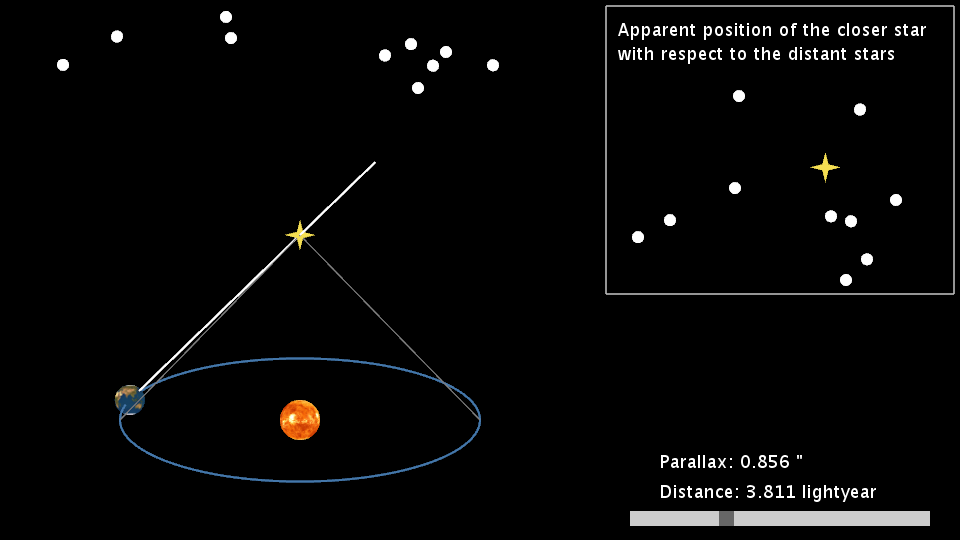 Apparent position of the closer star
with respect to the distant stars
Parallax: 0.856 "
Distance: 3.811 lightyear